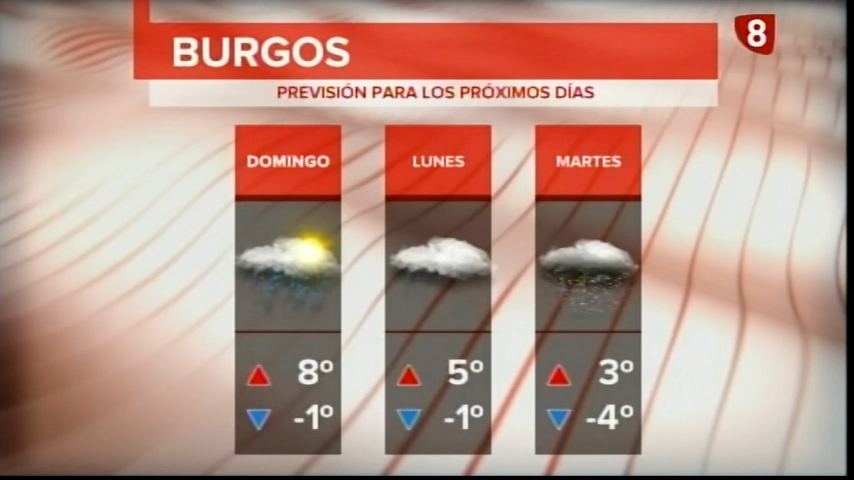 BURGOS
8
PREVISIÓN PARA LOS PRÓXIMOS DÍAS
DOMINGO
LUNES
MARTES
8º
5º
3º
-1º
-1º
-4º